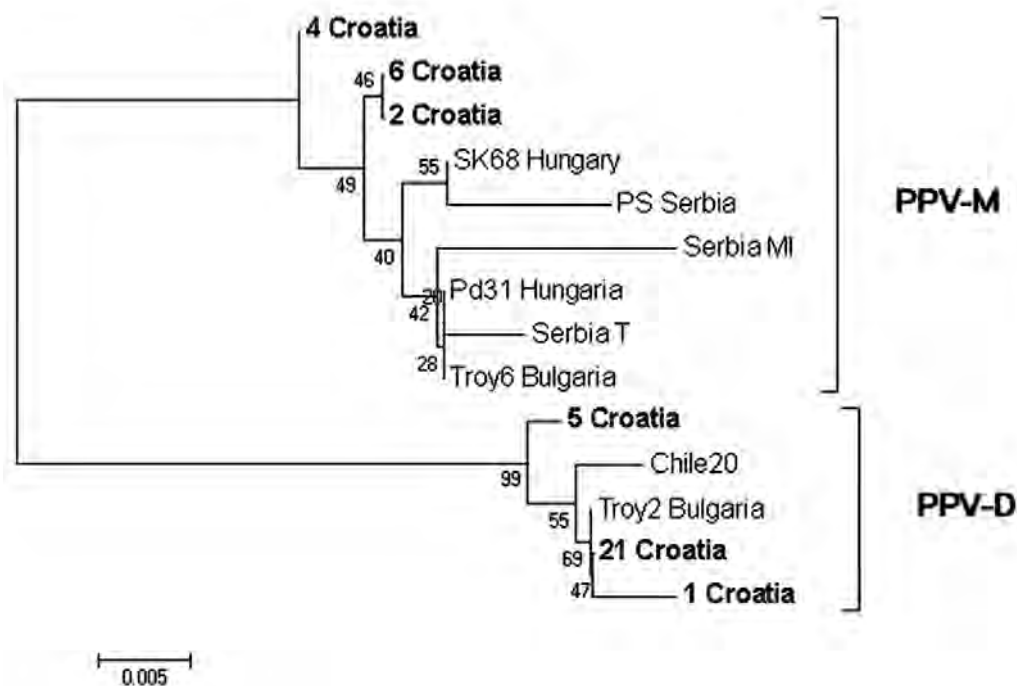 4 Croatia
46
6 Croatia
2 Croatia
49
55
SK68 Hungary
PS Serbia
PPV-M
40
Serbia MI
Pd31 Hungaria
42
Serbia T
28
Troy6 Bulgaria
5 Croatia
99
Chile20
55
Troy2 Bulgaria
PPV-D
69
21 Croatia
47
1 Croatia
0.005